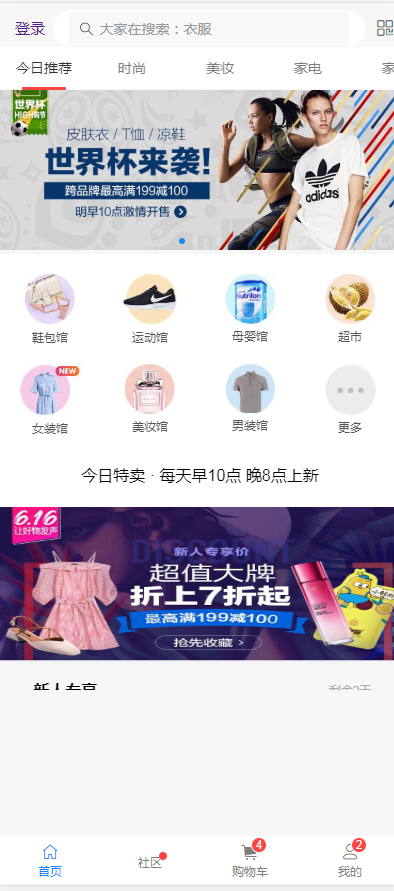 登录 大家在搜索：衣服
今日推荐 时尚 美妆 家电 家
世界杯
HIGH购节
皮肤衣 / T恤 / 凉鞋
世界杯来袭!
跨品牌最高满199减100
明早10点激情开售
adidas
鞋包馆 运动馆 母婴馆 超市
Nutrilon
NEW
女装馆 美妆馆 男装馆 更多
今日特卖 · 每天早10点 晚8点上新
6.16
让好物发声
DISCOUNT
新人专享价
超值大牌
折上7折起
最高满199减100
抢先收藏 >
新人专享 剩余2天
首页 社区 购物车 4 我的 2